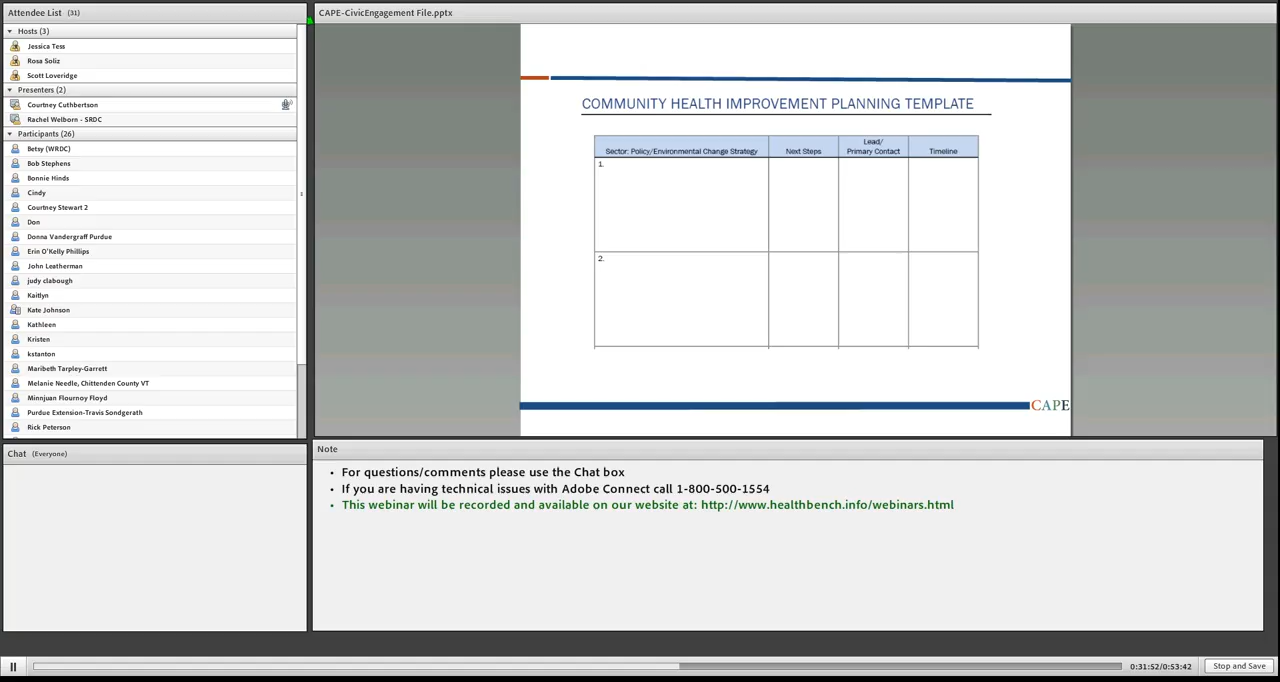 Attendee List (31)
Hosts (3)
Jessica Tess
Rosa Soliz
Scott Loveridge
Presenters (2)
Courtney Cuthbertson
Rachel Welborn - SRDC
Participants (26)
Betsy (WRDC)
Bob Stephens
Bonnie Hinds
Cindy
Courtney Stewart 2
Don
Donna Vandergraff Purdue
Erin O'Kelly Phillips
John Leatherman
judy clabough
Kaitlyn
Kate Johnson
Kathleen
Kristen
kstanton
Maribeth Tarpley-Garrett
Melanie Needle, Chittenden County VT
Minnjuan Flournoy Floyd
Purdue Extension-Travis Sondgerath
Rick Peterson
Chat (Everyone)
CAPE-CivicEngagement File.pptx
COMMUNITY HEALTH IMPROVEMENT PLANNING TEMPLATE
Sector: Policy/Environmental Change Strategy
Next Steps
Lead/
Primary Contact
Timeline
1.
2.
CAPE
Note
• For questions/comments please use the Chat box
• If you are having technical issues with Adobe Connect call 1-800-500-1554
• This webinar will be recorded and available on our website at: http://www.healthbench.info/webinars.html
0:31:52/0:53:42
Stop and Save